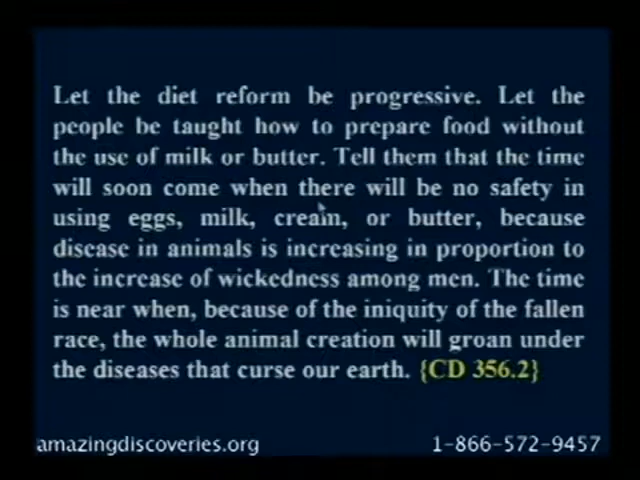 Let the diet reform be progressive. Let the
people be taught how to prepare food without
the use of milk or butter. Tell them that the time
will soon come when there will be no safety in
using eggs, milk, cream, or butter, because
disease in animals is increasing in proportion to
the increase of wickedness among men. The time
is near when, because of the iniquity of the fallen
race, the whole animal creation will groan under
the diseases that curse our earth. {CD 356.2}
amazingdiscoveries.org 1-866-572-9457